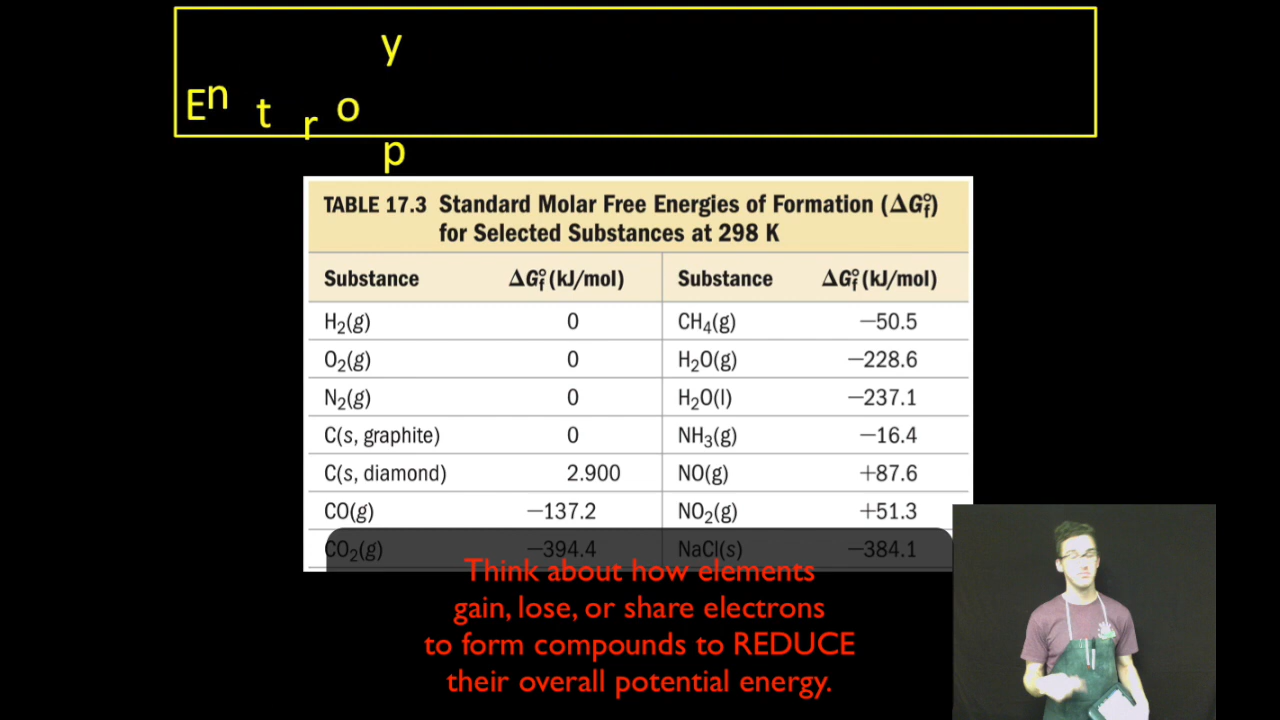 Entropy
TABLE 17.3 Standard Molar Free Energies of Formation (ΔG°f)
for Selected Substances at 298 K
Substance ΔG°f (kJ/mol) Substance ΔG°f (kJ/mol)
H₂(g) 0 CH₄(g) −50.5
O₂(g) 0 H₂O(g) −228.6
N₂(g) 0 H₂O(l) −237.1
C(s, graphite) 0 NH₃(g) −16.4
C(s, diamond) 2.900 NO(g) +87.6
CO(g) −137.2 NO₂(g) +51.3
CO₂(g) −394.4 NaCl(s) −384.1
Think about how elements
gain, lose, or share electrons
to form compounds to REDUCE
their overall potential energy.